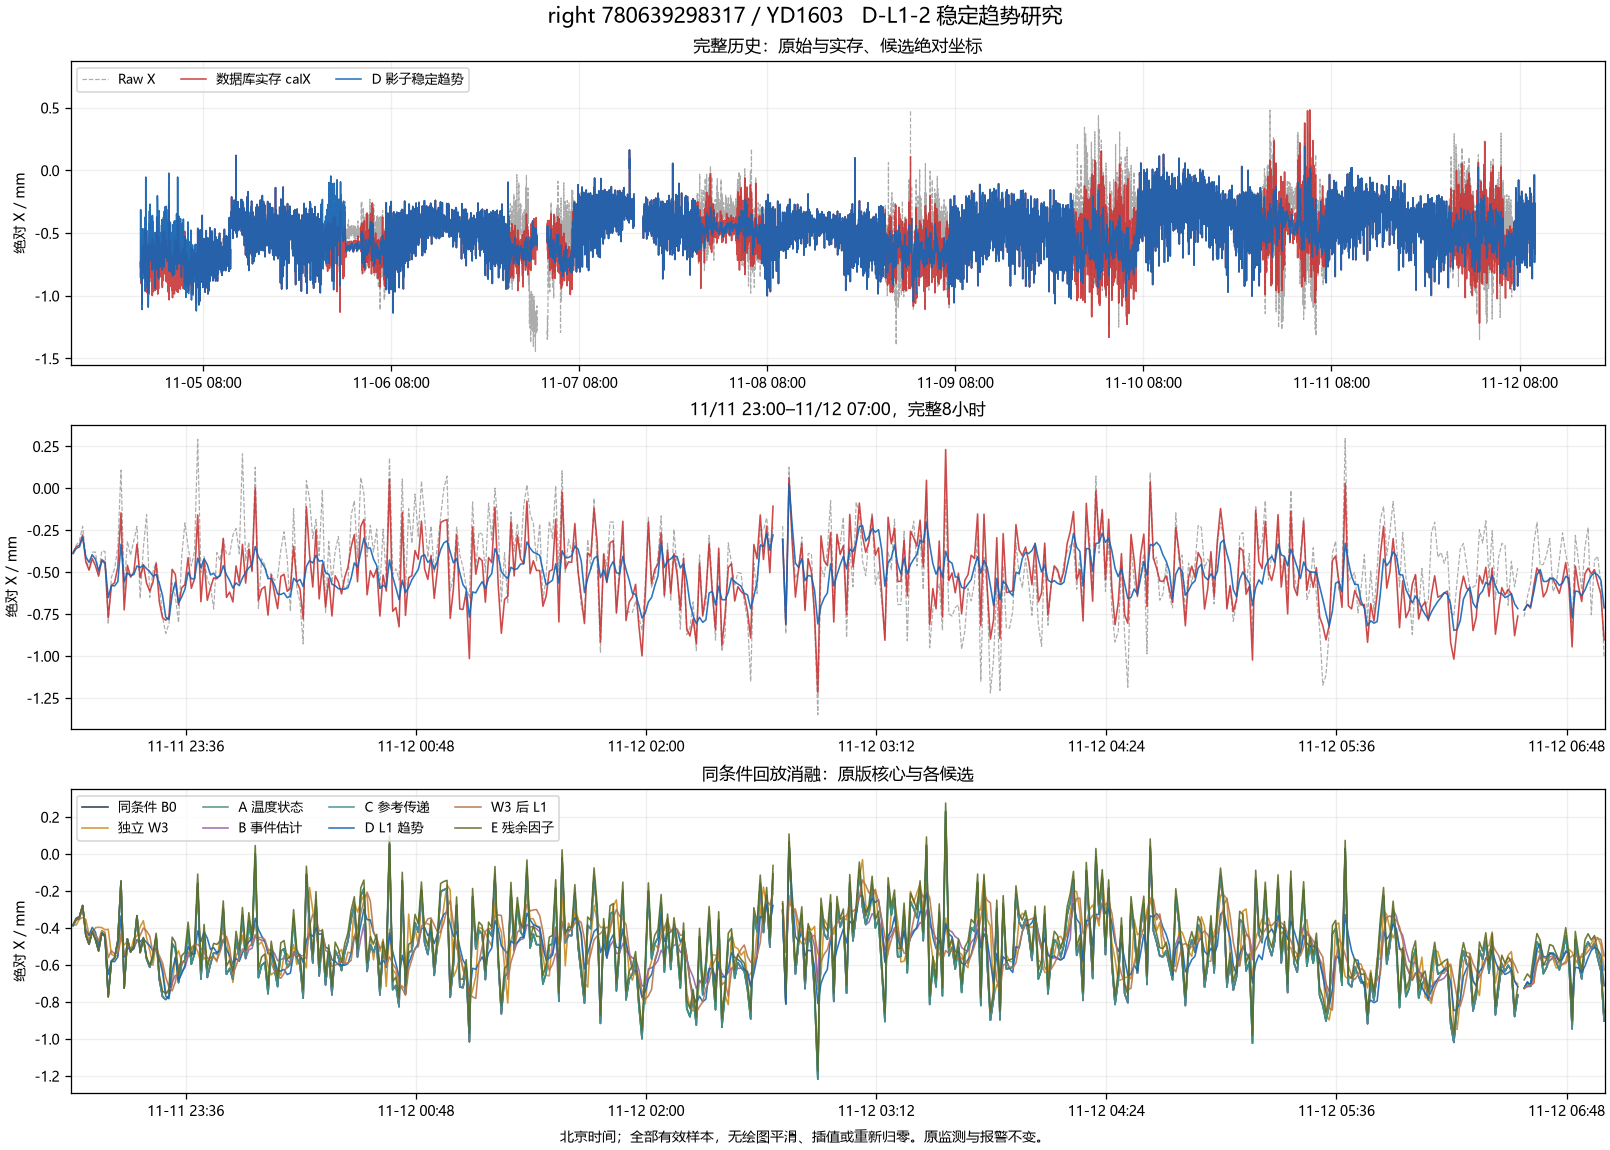 right 780639298317 / YD1603   D-L1-2 稳定趋势研究
完整历史：原始与实存、候选绝对坐标
Raw X
数据库实存 calX
D 影子稳定趋势
绝对 X / mm
0.5
0.0
-0.5
-1.0
-1.5
11-05 08:00
11-06 08:00
11-07 08:00
11-08 08:00
11-09 08:00
11-10 08:00
11-11 08:00
11-12 08:00
11/11 23:00–11/12 07:00，完整8小时
绝对 X / mm
0.25
0.00
-0.25
-0.50
-0.75
-1.00
-1.25
11-11 23:36
11-12 00:48
11-12 02:00
11-12 03:12
11-12 04:24
11-12 05:36
11-12 06:48
同条件回放消融：原版核心与各候选
同条件 B0
A 温度状态
C 参考传递
W3 后 L1
独立 W3
B 事件估计
D L1 趋势
E 残余因子
绝对 X / mm
0.2
0.0
-0.2
-0.4
-0.6
-0.8
-1.0
-1.2
11-11 23:36
11-12 00:48
11-12 02:00
11-12 03:12
11-12 04:24
11-12 05:36
11-12 06:48
北京时间；全部有效样本，无绘图平滑、插值或重新归零。原监测与报警不变。